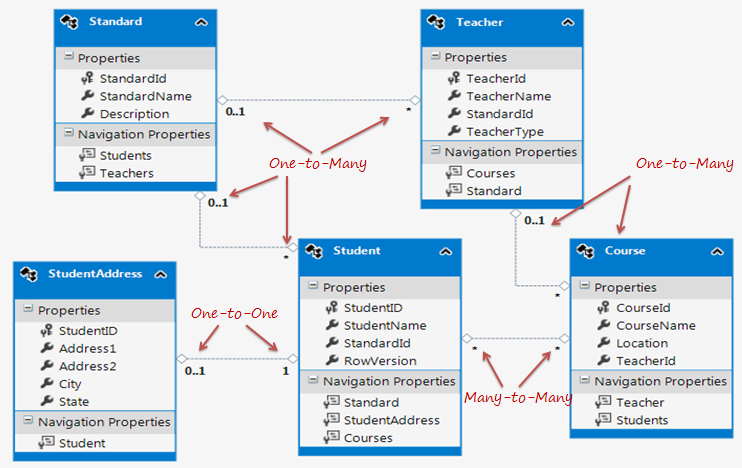 Standard
Properties
StandardId
StandardName
Description
Navigation Properties
Students
Teachers
Teacher
Properties
TeacherId
TeacherName
StandardId
TeacherType
Navigation Properties
Courses
Standard
0..1
*
One-to-Many
0..1
*
One-to-Many
0..1
*
StudentAddress
Properties
StudentID
Address1
Address2
City
State
Navigation Properties
Student
One-to-One
0..1
1
Student
Properties
StudentID
StudentName
StandardId
RowVersion
Navigation Properties
Standard
StudentAddress
Courses
*
*
Many-to-Many
Course
Properties
CourseId
CourseName
Location
TeacherId
Navigation Properties
Teacher
Students